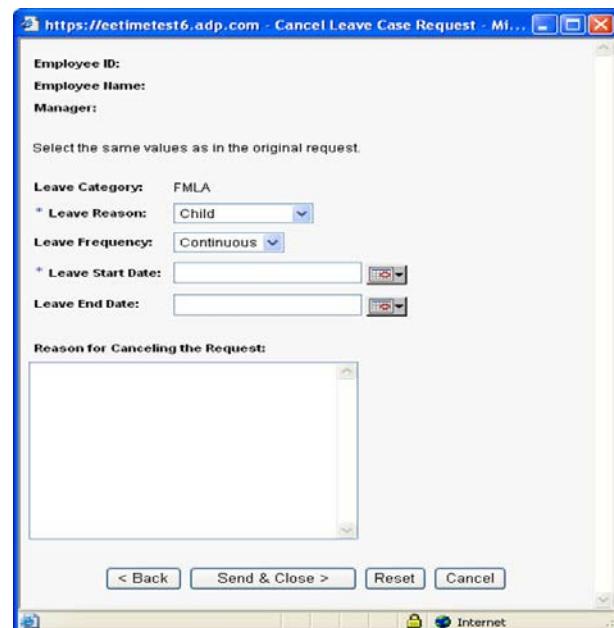 https://eetimetest6.adp.com - Cancel Leave Case Request - Mi...
Employee ID:
Employee Name:
Manager:
Select the same values as in the original request.
Leave Category: FMLA
* Leave Reason: Child
Leave Frequency: Continuous
* Leave Start Date:
Leave End Date:
Reason for Canceling the Request:
< Back Send & Close > Reset Cancel
Internet